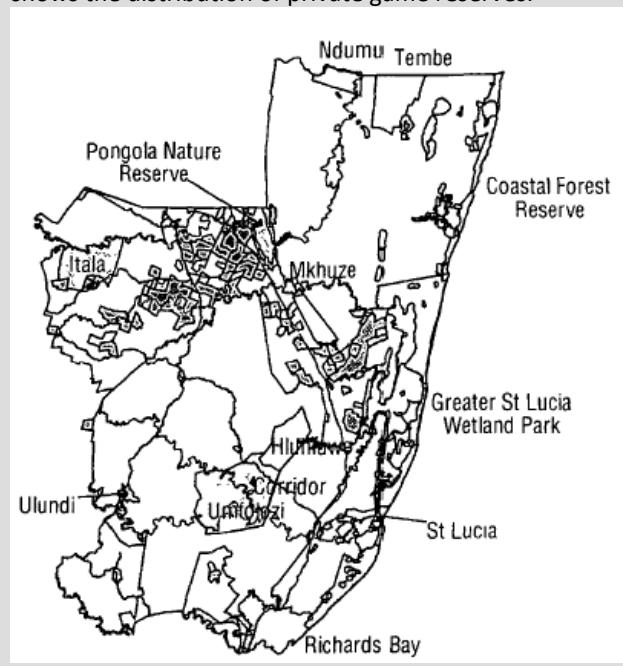 shows the distribution of private game reserves.
Ndumu Tembe
Pongola Nature
Reserve
Coastal Forest
Reserve
Itala
Mkhuze
Greater St Lucia
Wetland Park
Hluhluwe
Corridor
Umfolozi
Ulundi
St Lucia
Richards Bay